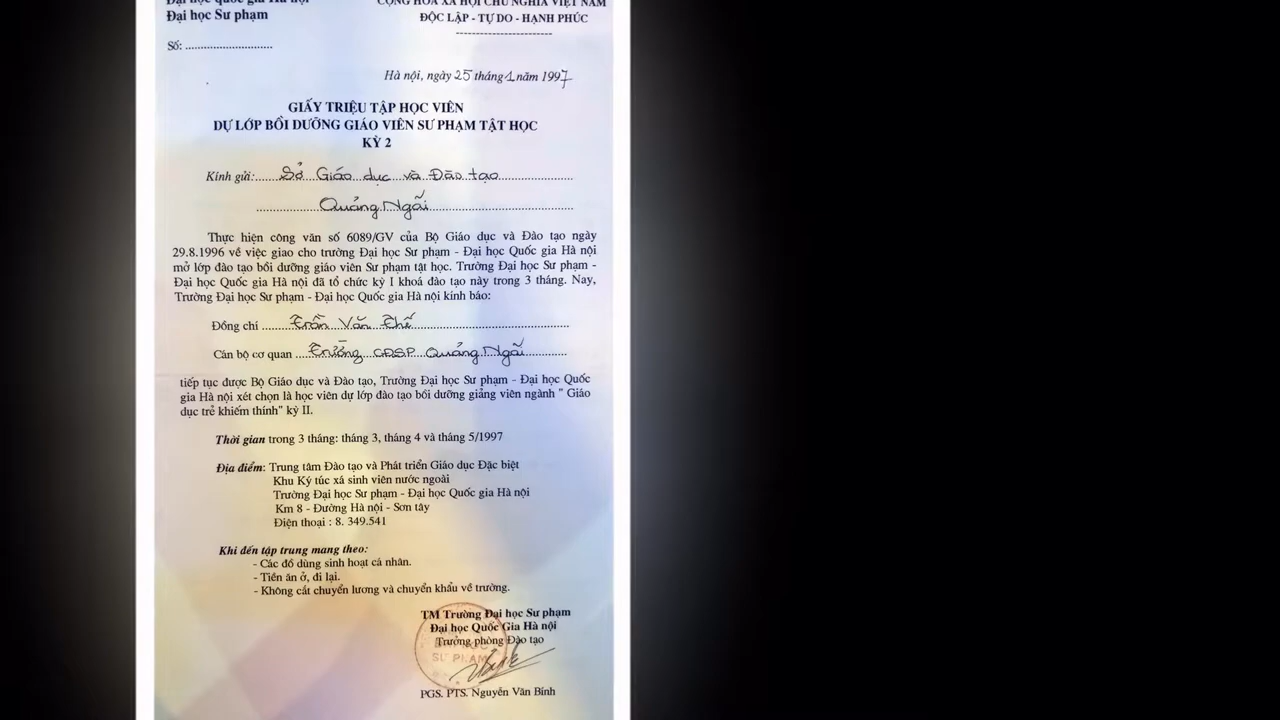 Đại học quốc gia Hà Nội
CỘNG HOÀ XÃ HỘI CHỦ NGHĨA VIỆT NAM
Đại học Sư phạm
ĐỘC LẬP - TỰ DO - HẠNH PHÚC
Số: ............................
Hà nội, ngày 25 tháng 1 năm 1997
GIẤY TRIỆU TẬP HỌC VIÊN
DỰ LỚP BỒI DƯỠNG GIÁO VIÊN SƯ PHẠM TẬT HỌC
KỲ 2
Kính gửi: Sở Giáo dục và Đào tạo
Quảng Ngãi
Thực hiện công văn số 6089/GV của Bộ Giáo dục và Đào tạo ngày
29.8.1996 về việc giao cho trường Đại học Sư phạm - Đại học Quốc gia Hà nội
mở lớp đào tạo bồi dưỡng giáo viên Sư phạm tật học. Trường Đại học Sư phạm -
Đại học Quốc gia Hà nội đã tổ chức kỳ I khoá đào tạo này trong 3 tháng. Nay,
Trường Đại học Sư phạm - Đại học Quốc gia Hà nội kính báo:
Đồng chí Trần Văn Thế
Cán bộ cơ quan Trường CĐSP Quảng Ngãi
tiếp tục được Bộ Giáo dục và Đào tạo, Trường Đại học Sư phạm - Đại học Quốc
gia Hà nội xét chọn là học viên dự lớp đào tạo bồi dưỡng giảng viên ngành " Giáo
dục trẻ khiếm thính" kỳ II.
Thời gian trong 3 tháng: tháng 3, tháng 4 và tháng 5/1997
Địa điểm: Trung tâm Đào tạo và Phát triển Giáo dục Đặc biệt
Khu Ký túc xá sinh viên nước ngoài
Trường Đại học Sư phạm - Đại học Quốc gia Hà nội
Km 8 - Đường Hà nội - Sơn tây
Điện thoại : 8. 349.541
Khi đến tập trung mang theo:
- Các đồ dùng sinh hoạt cá nhân.
- Tiền ăn ở, đi lại.
- Không cắt chuyển lương và chuyển khẩu về trường.
TM Trường Đại học Sư phạm
Đại học Quốc Gia Hà nội
Trưởng phòng Đào tạo
SƯ PHẠM
PGS. PTS. Nguyễn Văn Bính